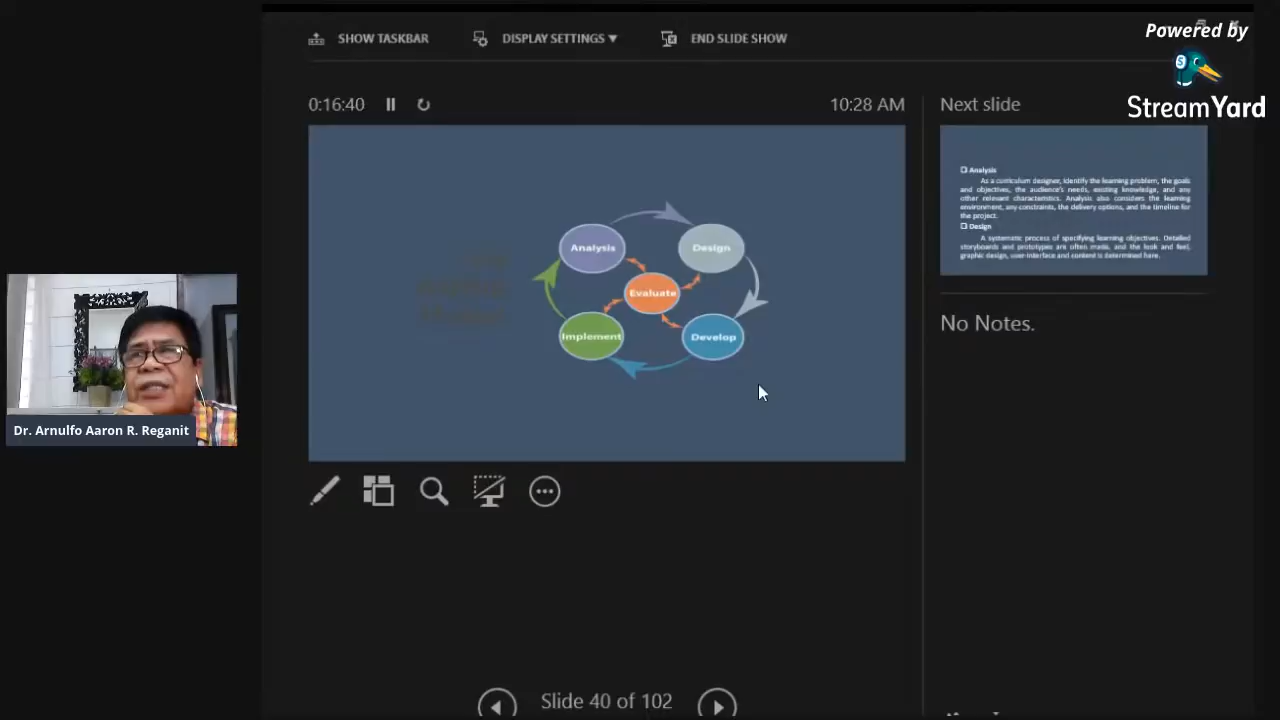 SHOW TASKBAR
DISPLAY SETTINGS ▼
END SLIDE SHOW
Powered by
StreamYard
0:16:40
10:28 AM
Next slide
Analysis
Design
Evaluate
Implement
Develop
Analysis
As a curriculum designer, identify the learning problem, the goals
and objectives, the audience's needs, existing knowledge, and any
other relevant characteristics. Analysis also considers the learning
environment, any constraints, the delivery options, and the timeline for
the project.
Design
A systematic process of specifying learning objectives. Detailed
storyboards and prototypes are often made, and the look and feel,
graphic design, user-interface and content is determined here.
No Notes.
Dr. Arnulfo Aaron R. Reganit
Slide 40 of 102